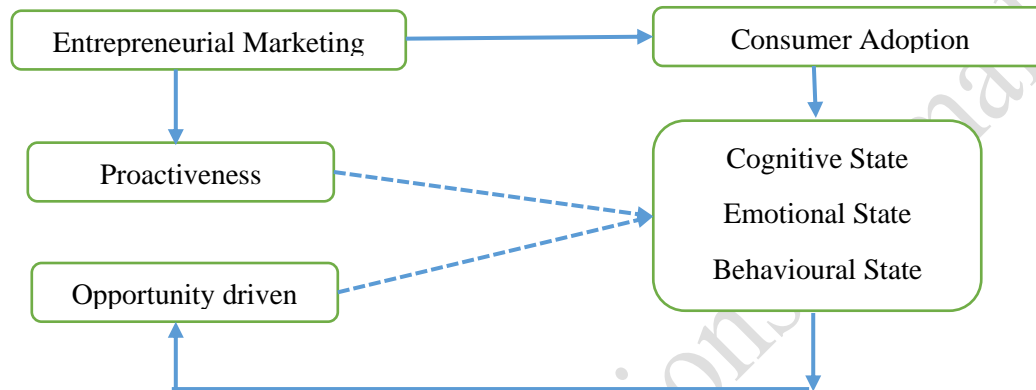 Entrepreneurial Marketing
Consumer Adoption
Proactiveness
Cognitive State
Emotional State
Behavioural State
Opportunity driven